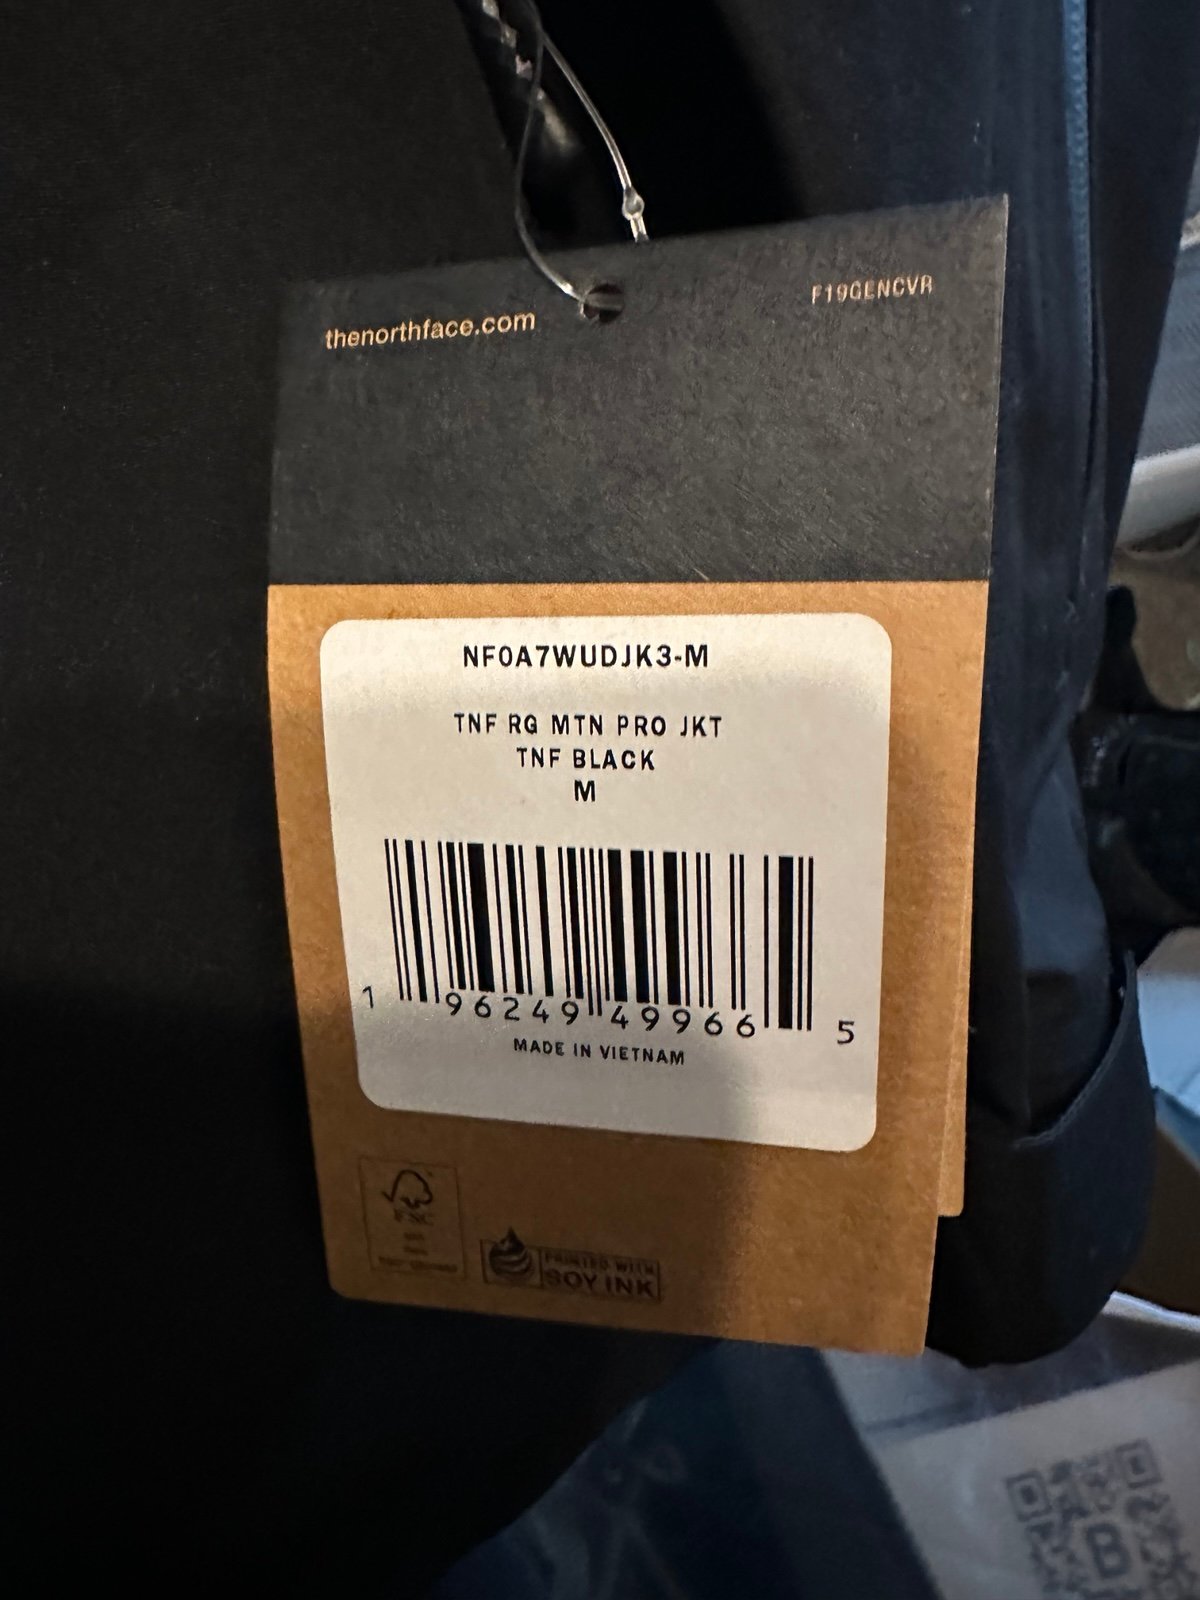 thenorthface.com
F19GENCVR
NF0A7WUDJK3-M
TNF RG MTN PRO JKT
TNF BLACK
M
1 96249 49966 5
MADE IN VIETNAM
PRINTED WITH
SOY INK
B